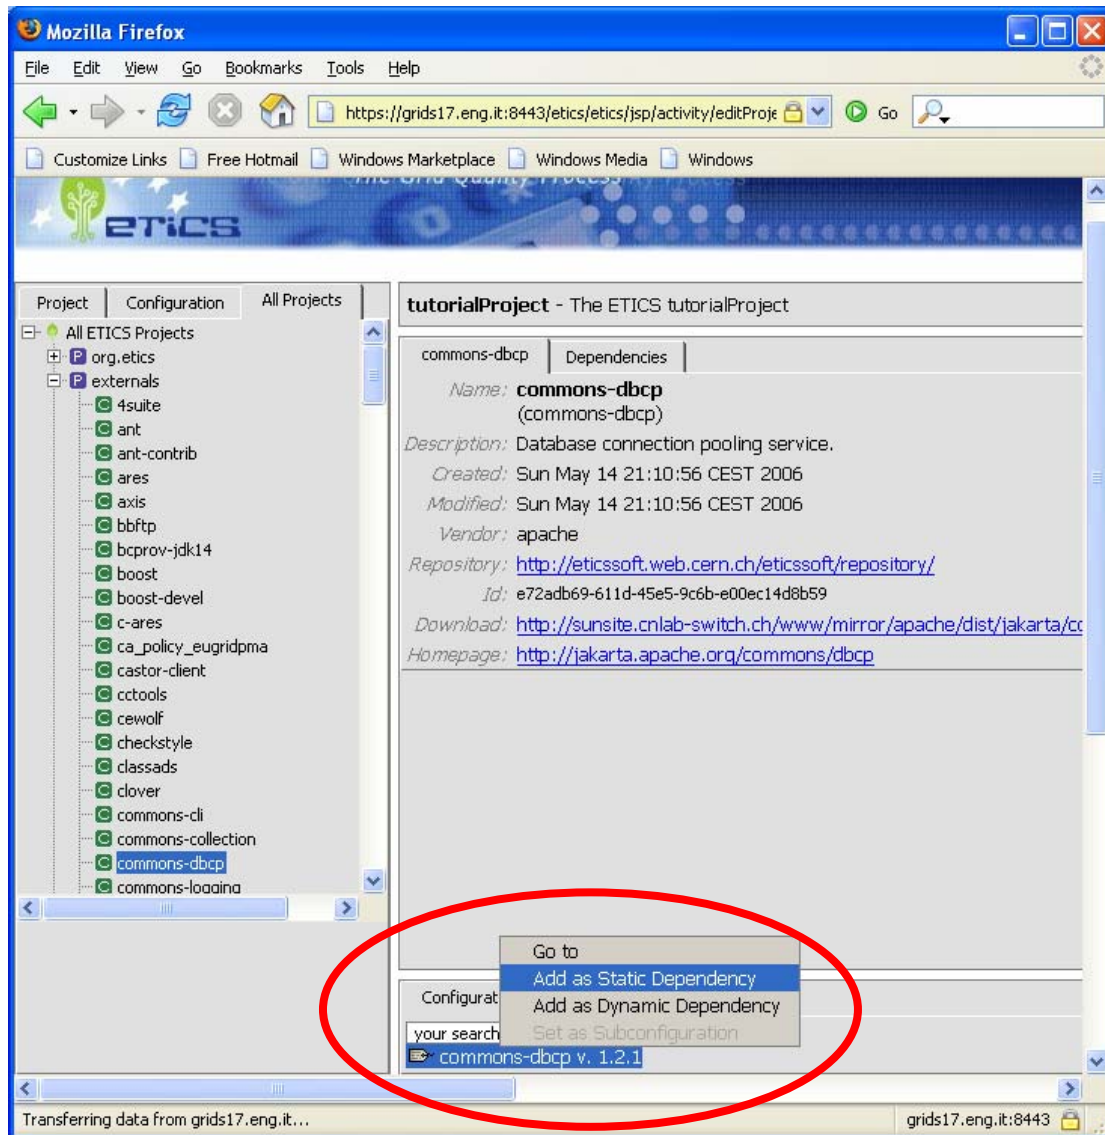 Mozilla Firefox
File Edit View Go Bookmarks Tools Help
https://grids17.eng.it:8443/etics/etics/jsp/activity/editProje Go
Customize Links Free Hotmail Windows Marketplace Windows Media Windows
The Grid Quality Process
eTiCS
Project Configuration All Projects
All ETICS Projects
org.etics
externals
4suite
ant
ant-contrib
ares
axis
bbftp
bcprov-jdk14
boost
boost-devel
c-ares
ca_policy_eugridpma
castor-client
cctools
cewolf
checkstyle
classads
clover
commons-cli
commons-collection
commons-dbcp
commons-logging
tutorialProject - The ETICS tutorialProject
commons-dbcp Dependencies
Name: commons-dbcp
(commons-dbcp)
Description: Database connection pooling service.
Created: Sun May 14 21:10:56 CEST 2006
Modified: Sun May 14 21:10:56 CEST 2006
Vendor: apache
Repository: http://eticssoft.web.cern.ch/eticssoft/repository/
Id: e72adb69-611d-45e5-9c6b-e00ec14d8b59
Download: http://sunsite.cnlab-switch.ch/www/mirror/apache/dist/jakarta/co
Homepage: http://jakarta.apache.org/commons/dbcp
Go to
Add as Static Dependency
Add as Dynamic Dependency
Set as Subconfiguration
Configurat
your search
commons-dbcp v. 1.2.1
Transferring data from grids17.eng.it... grids17.eng.it:8443